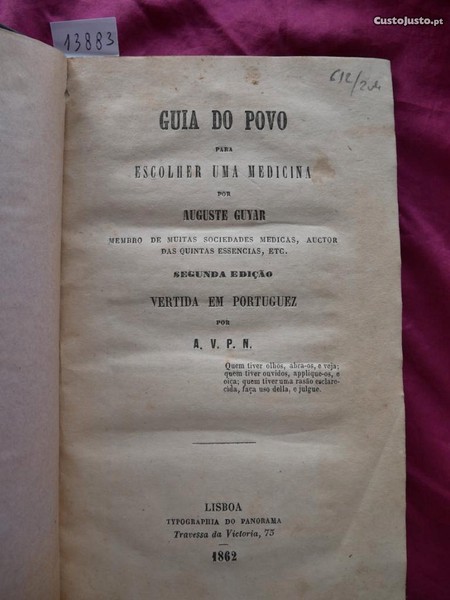 CustoJusto.pt
13883
C12/204
GUIA DO POVO
PARA
ESCOLHER UMA MEDICINA
POR
AUGUSTE GUYAR
MEMBRO DE MUITAS SOCIEDADES MEDICAS, AUCTOR
DAS QUINTAS ESSENCIAS, ETC.
SEGUNDA EDIÇÃO
VERTIDA EM PORTUGUEZ
POR
A. V. P. N.
Quem tiver olhos, abra-os, e veja;
quem tiver ouvidos, applique-os, e
oiça; quem tiver uma rasão esclare-
cida, faça uso della, e julgue.
LISBOA
TYPOGRAPHIA DO PANORAMA
Travessa da Victoria, 75
1862